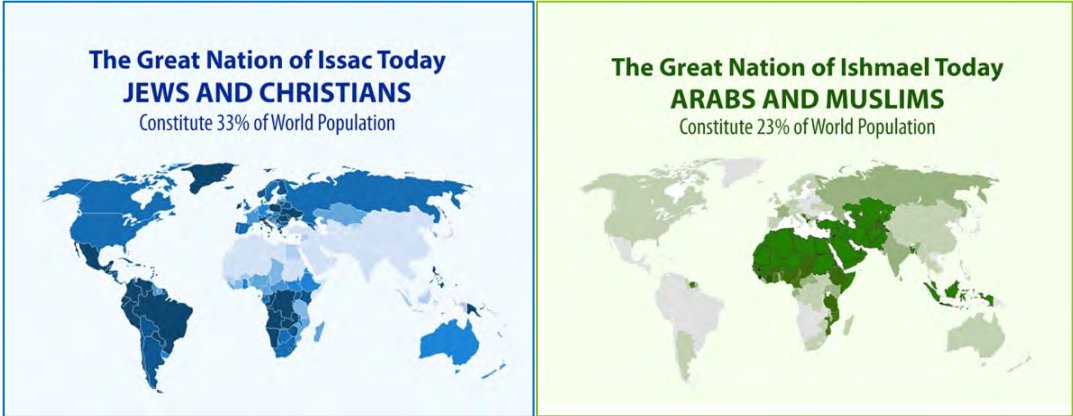 The Great Nation of Issac Today
JEWS AND CHRISTIANS
Constitute 33% of World Population
The Great Nation of Ishmael Today
ARABS AND MUSLIMS
Constitute 23% of World Population